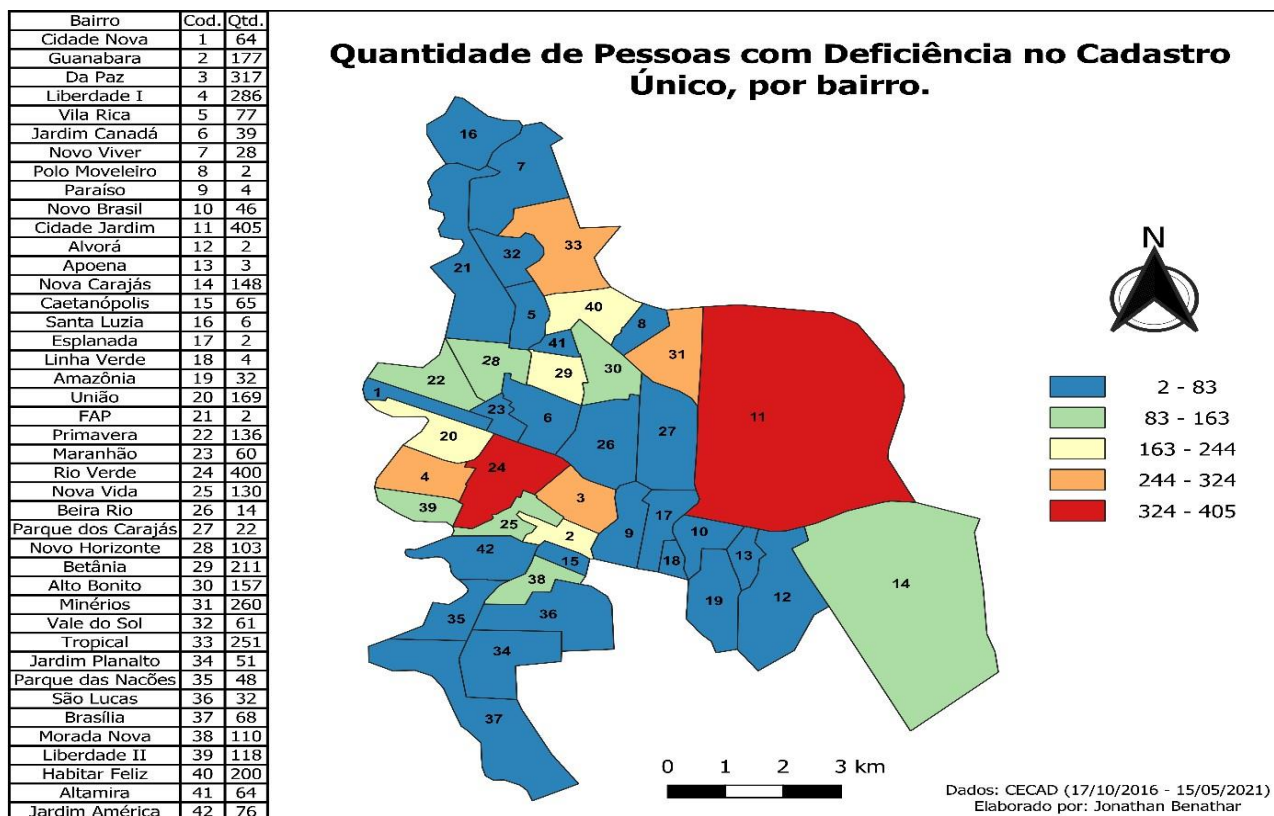 Bairro Cod. Qtd.
Cidade Nova 1 64
Guanabara 2 177
Da Paz 3 317
Liberdade I 4 286
Vila Rica 5 77
Jardim Canadá 6 39
Novo Viver 7 28
Polo Moveleiro 8 2
Paraíso 9 4
Novo Brasil 10 46
Cidade Jardim 11 405
Alvorá 12 2
Apoena 13 3
Nova Carajás 14 148
Caetanópolis 15 65
Santa Luzia 16 6
Esplanada 17 2
Linha Verde 18 4
Amazônia 19 32
União 20 169
FAP 21 2
Primavera 22 136
Maranhão 23 60
Rio Verde 24 400
Nova Vida 25 130
Beira Rio 26 14
Parque dos Carajás 27 22
Novo Horizonte 28 103
Betânia 29 211
Alto Bonito 30 157
Minérios 31 260
Vale do Sol 32 61
Tropical 33 251
Jardim Planalto 34 51
Parque das Nacões 35 48
São Lucas 36 32
Brasília 37 68
Morada Nova 38 110
Liberdade II 39 118
Habitar Feliz 40 200
Altamira 41 64
Jardim América 42 76
Quantidade de Pessoas com Deficiência no Cadastro
Único, por bairro.
16
7
33
32
21
40
5
8
41
31
28
29
30
22
1
23
6
27
11
20
26
24
4
3
39
25
9
17
10
2
42
15
18
13
38
14
19
12
35
36
34
37
N
2 - 83
83 - 163
163 - 244
244 - 324
324 - 405
0 1 2 3 km
Dados: CECAD (17/10/2016 - 15/05/2021)
Elaborado por: Jonathan Benathar